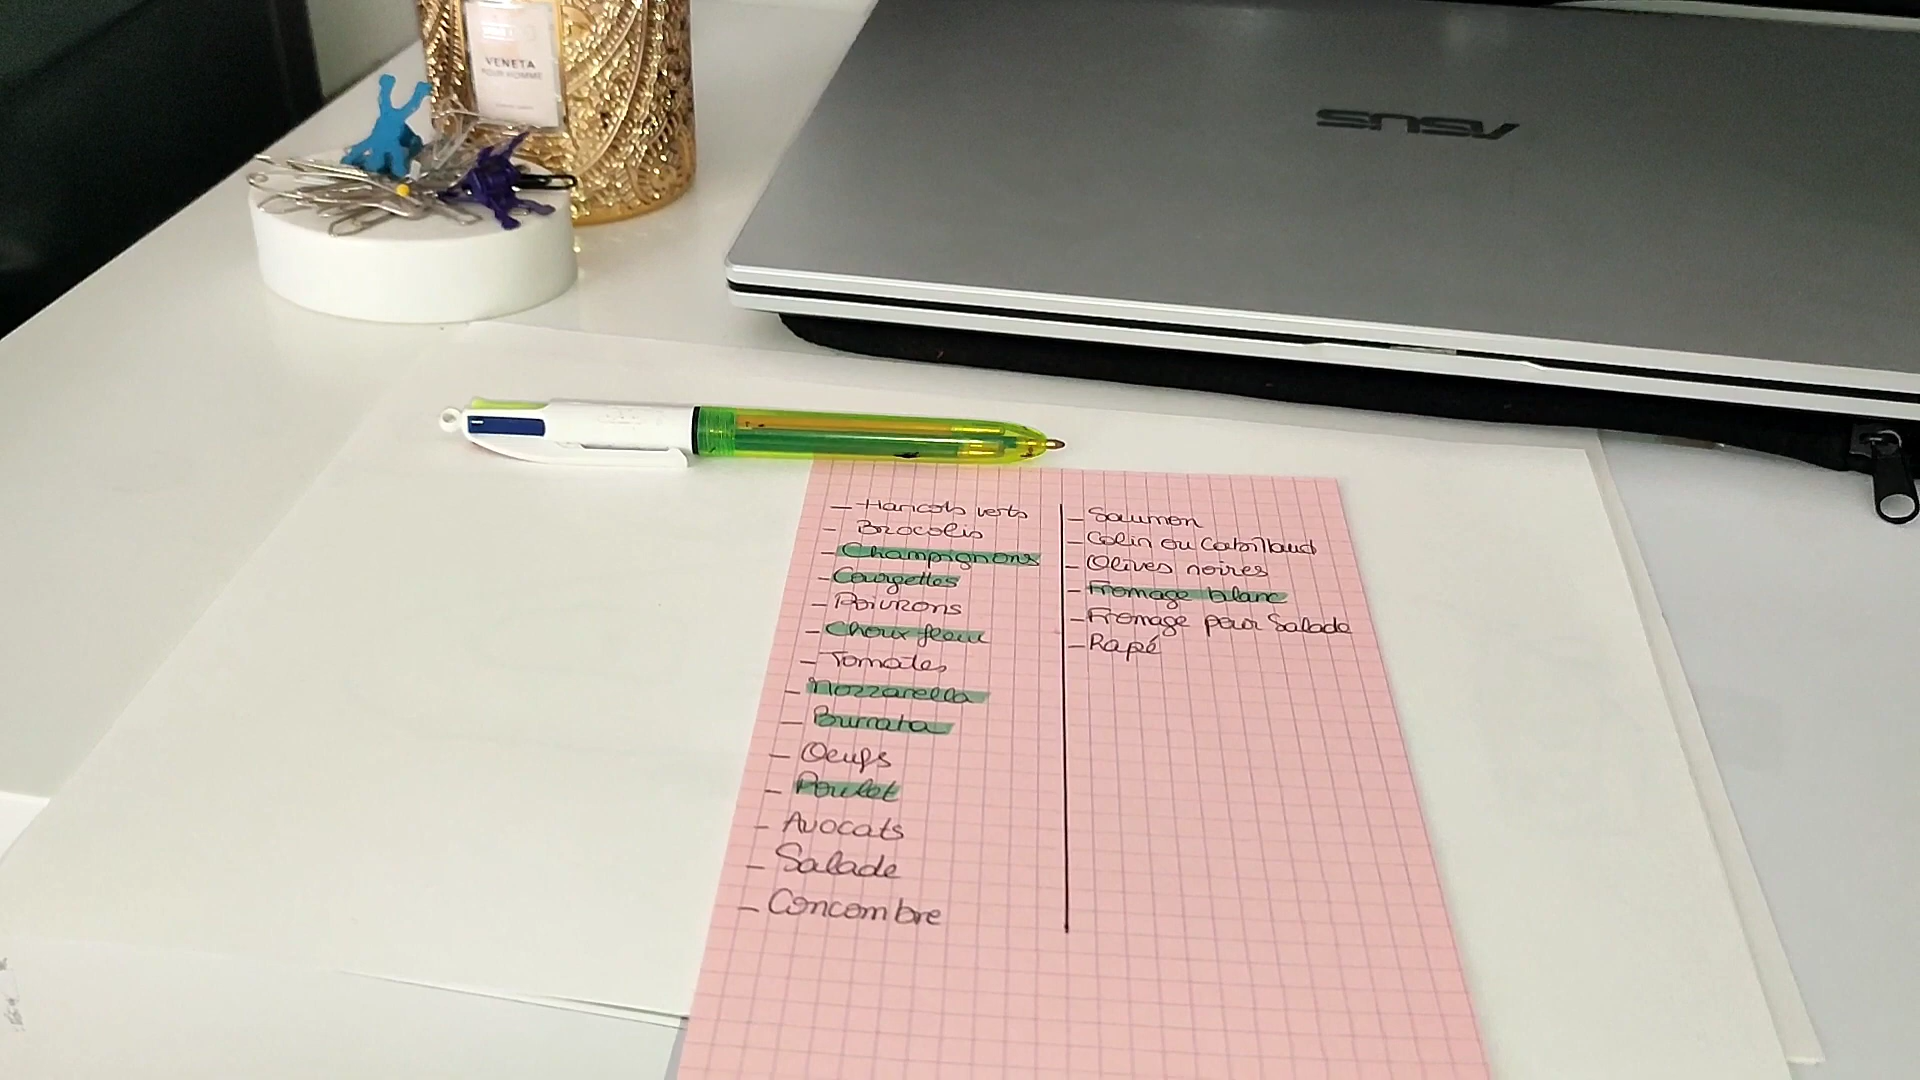 VENETA
POUR HOMME
ASUS
- Haricots verts
- Brocolis
- Champignons
- Courgettes
- Poivrons
- Choux fleur
- Tomates
- Mozzarella
- Burrata
- Oeufs
- Poulet
- Avocats
- Salade
- Concombre
- Saumon
- Colin ou Cabillaud
- Olives noires
- Fromage blanc
- Fromage pour Salade
- Rapé